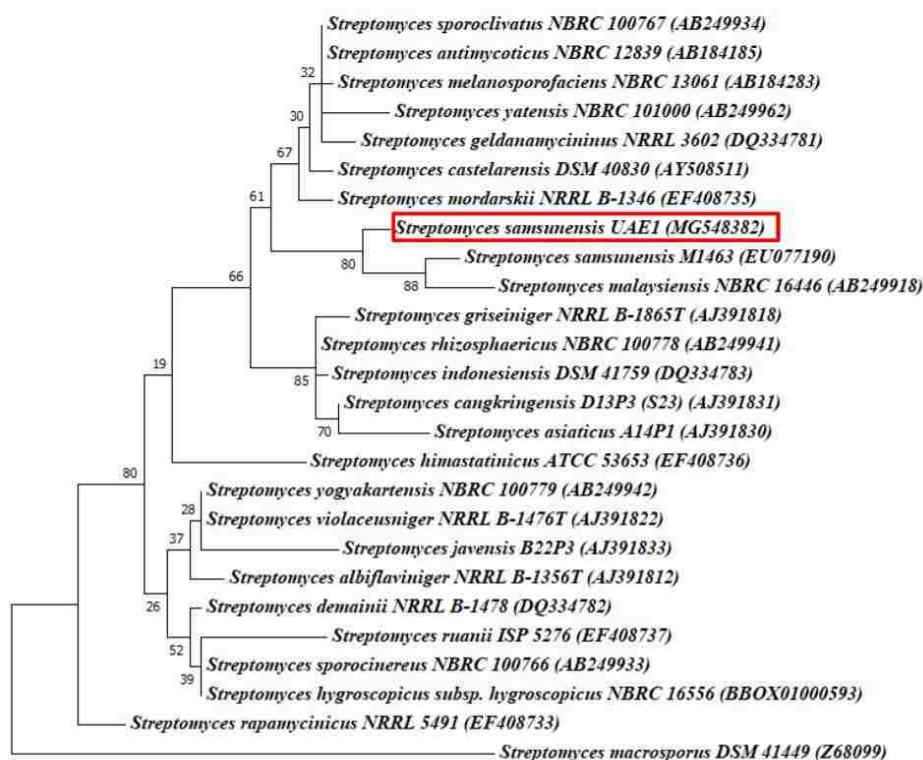 Streptomyces sporoclivatus NBRC 100767 (AB249934)
Streptomyces antimycoticus NBRC 12839 (AB184185)
32
Streptomyces melanosporofaciens NBRC 13061 (AB184283)
Streptomyces yatensis NBRC 101000 (AB249962)
30
Streptomyces geldanamycininus NRRL 3602 (DQ334781)
67
Streptomyces castelarensis DSM 40830 (AY508511)
61
Streptomyces mordarskii NRRL B-1346 (EF408735)
Streptomyces samsunensis UAE1 (MG548382)
80
Streptomyces samsunensis M1463 (EU077190)
66
88
Streptomyces malaysiensis NBRC 16446 (AB249918)
Streptomyces griseiniger NRRL B-1865T (AJ391818)
Streptomyces rhizosphaericus NBRC 100778 (AB249941)
19
85
Streptomyces indonesiensis DSM 41759 (DQ334783)
Streptomyces cangkringensis D13P3 (S23) (AJ391831)
70
Streptomyces asiaticus A14P1 (AJ391830)
Streptomyces himastatinicus ATCC 53653 (EF408736)
80
Streptomyces yogyakartensis NBRC 100779 (AB249942)
28
Streptomyces violaceusniger NRRL B-1476T (AJ391822)
37
Streptomyces javensis B22P3 (AJ391833)
Streptomyces albiflaviniger NRRL B-1356T (AJ391812)
26
Streptomyces demainii NRRL B-1478 (DQ334782)
Streptomyces ruanii ISP 5276 (EF408737)
52
Streptomyces sporocinereus NBRC 100766 (AB249933)
39
Streptomyces hygroscopicus subsp. hygroscopicus NBRC 16556 (BBOX01000593)
Streptomyces rapamycinicus NRRL 5491 (EF408733)
Streptomyces macrosporus DSM 41449 (Z68099)